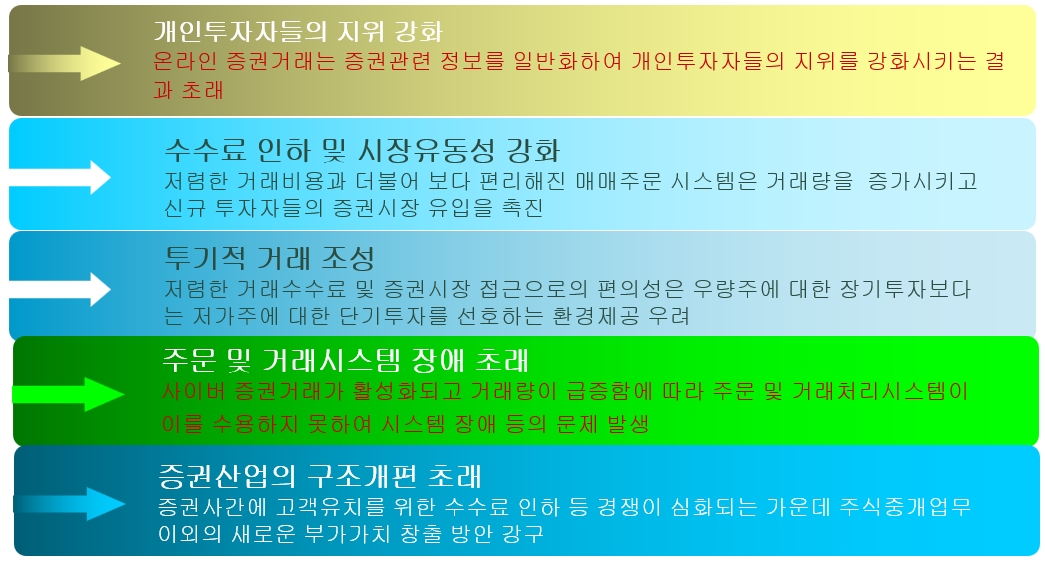 개인투자자들의 지위 강화
온라인 증권거래는 증권관련 정보를 일반화하여 개인투자자들의 지위를 강화시키는 결
과 초래
수수료 인하 및 시장유동성 강화
저렴한 거래비용과 더불어 보다 편리해진 매매주문 시스템은 거래량을 증가시키고
신규 투자자들의 증권시장 유입을 촉진
투기적 거래 조성
저렴한 거래수수료 및 증권시장 접근으로의 편의성은 우량주에 대한 장기투자보다
는 저가주에 대한 단기투자를 선호하는 환경제공 우려
주문 및 거래시스템 장애 초래
사이버 증권거래가 활성화되고 거래량이 급증함에 따라 주문 및 거래처리시스템이
이를 수용하지 못하여 시스템 장애 등의 문제 발생
증권산업의 구조개편 초래
증권사간에 고객유치를 위한 수수료 인하 등 경쟁이 심화되는 가운데 주식중개업무
이외의 새로운 부가가치 창출 방안 강구